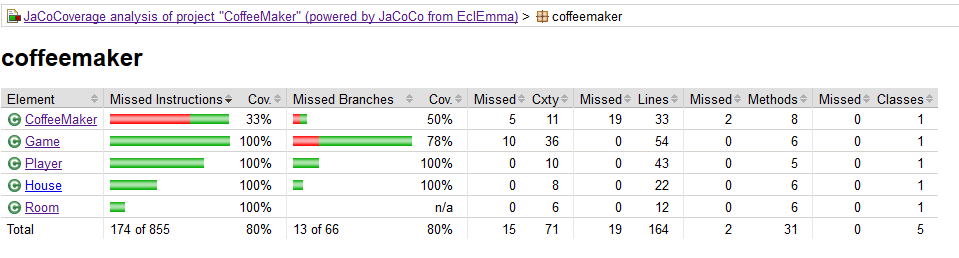 JaCoCoverage analysis of project "CoffeeMaker" (powered by JaCoCo from EclEmma) > coffeemaker
coffeemaker
Element Missed Instructions Cov. Missed Branches Cov. Missed Cxty Missed Lines Missed Methods Missed Classes
CoffeeMaker 33% 50% 5 11 19 33 2 8 0 1
Game 100% 78% 10 36 0 54 0 6 0 1
Player 100% 100% 0 10 0 43 0 5 0 1
House 100% 100% 0 8 0 22 0 6 0 1
Room 100% n/a 0 6 0 12 0 6 0 1
Total 174 of 855 80% 13 of 66 80% 15 71 19 164 2 31 0 5